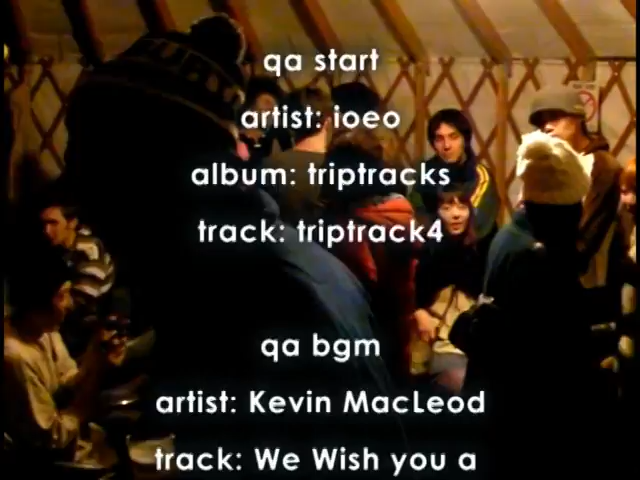 qa start
artist: ioeo
album: triptracks
track: triptrack4
qa bgm
artist: Kevin MacLeod
track: We Wish you a